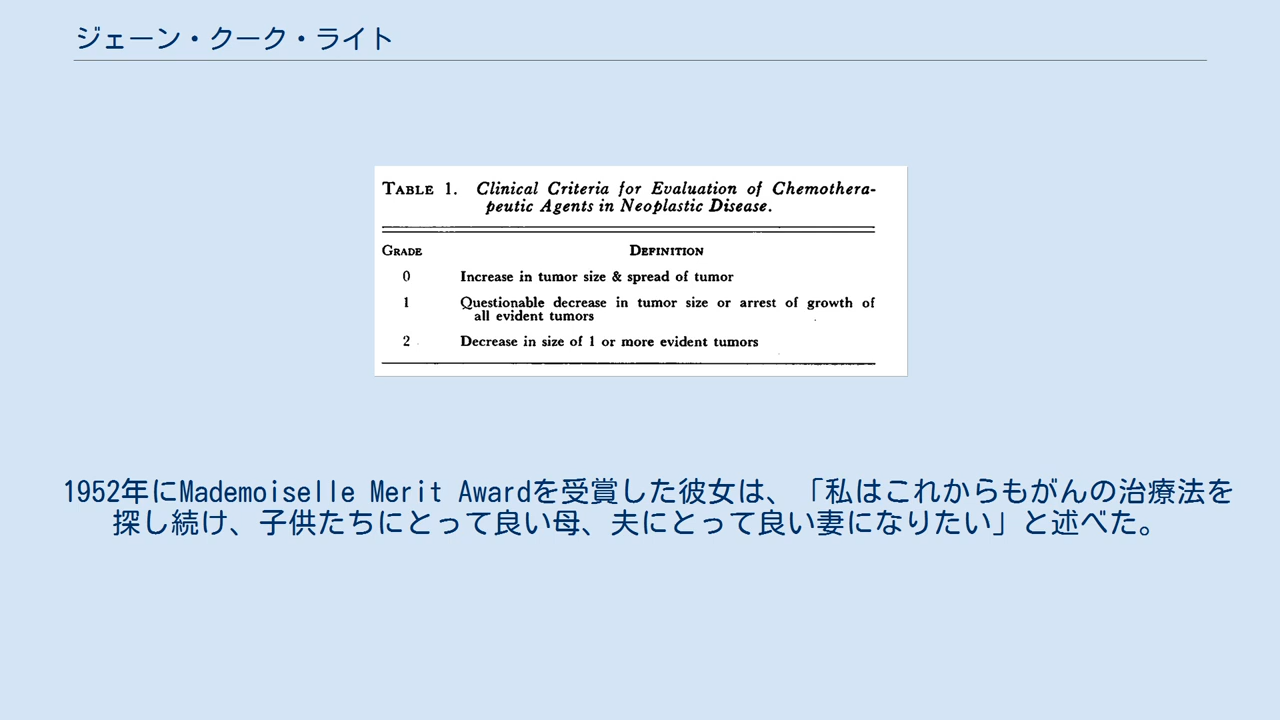 ジェーン・クーク・ライト
TABLE 1. Clinical Criteria for Evaluation of Chemothera-
peutic Agents in Neoplastic Disease.
GRADE DEFINITION
0 Increase in tumor size & spread of tumor
1 Questionable decrease in tumor size or arrest of growth of
all evident tumors
2 Decrease in size of 1 or more evident tumors
1952年にMademoiselle Merit Awardを受賞した彼女は、「私はこれからもがんの治療法を
探し続け、子供たちにとって良い母、夫にとって良い妻になりたい」と述べた。